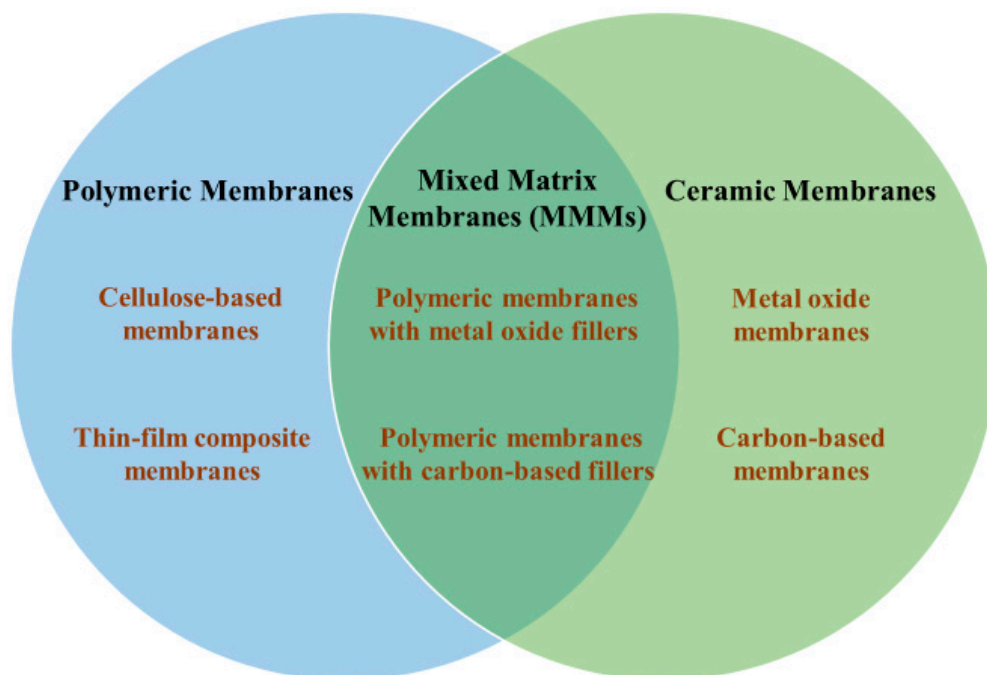 Polymeric Membranes
Mixed Matrix
Membranes (MMMs)
Ceramic Membranes
Cellulose-based
membranes
Polymeric membranes
with metal oxide fillers
Metal oxide
membranes
Thin-film composite
membranes
Polymeric membranes
with carbon-based fillers
Carbon-based
membranes